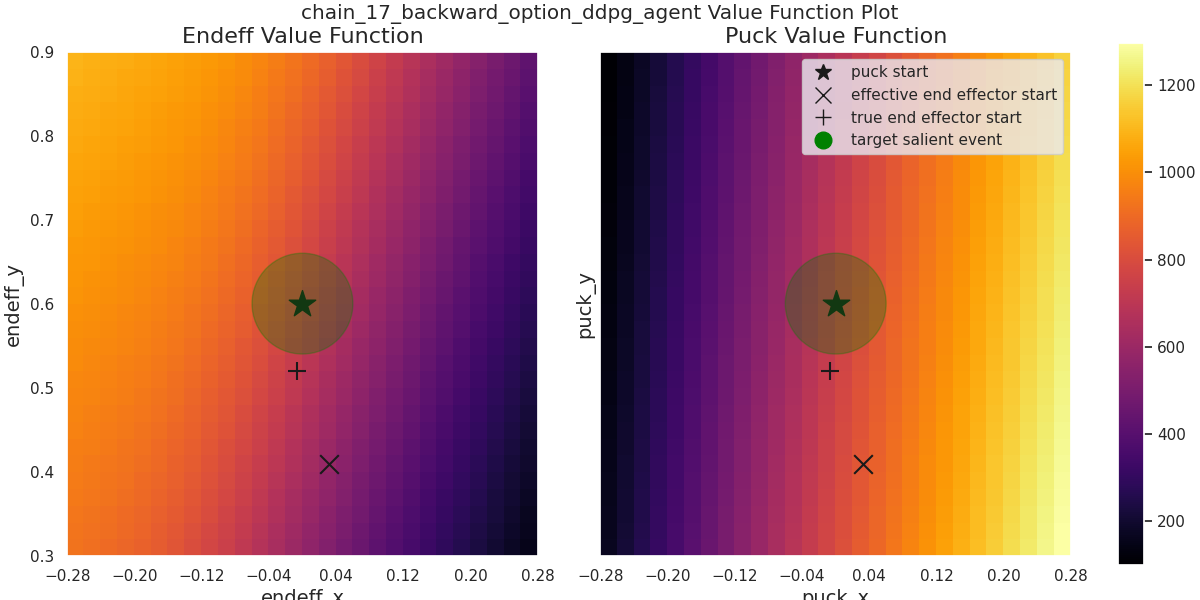 chain_17_backward_option_ddpg_agent Value Function Plot
Endeff Value Function
Puck Value Function
endeff_y
0.9
0.8
0.7
0.6
0.5
0.4
0.3
−0.28 −0.20 −0.12 −0.04 0.04 0.12 0.20 0.28
endeff_x
puck_y
puck start
effective end effector start
true end effector start
target salient event
−0.28 −0.20 −0.12 −0.04 0.04 0.12 0.20 0.28
puck_x
1200
1000
800
600
400
200